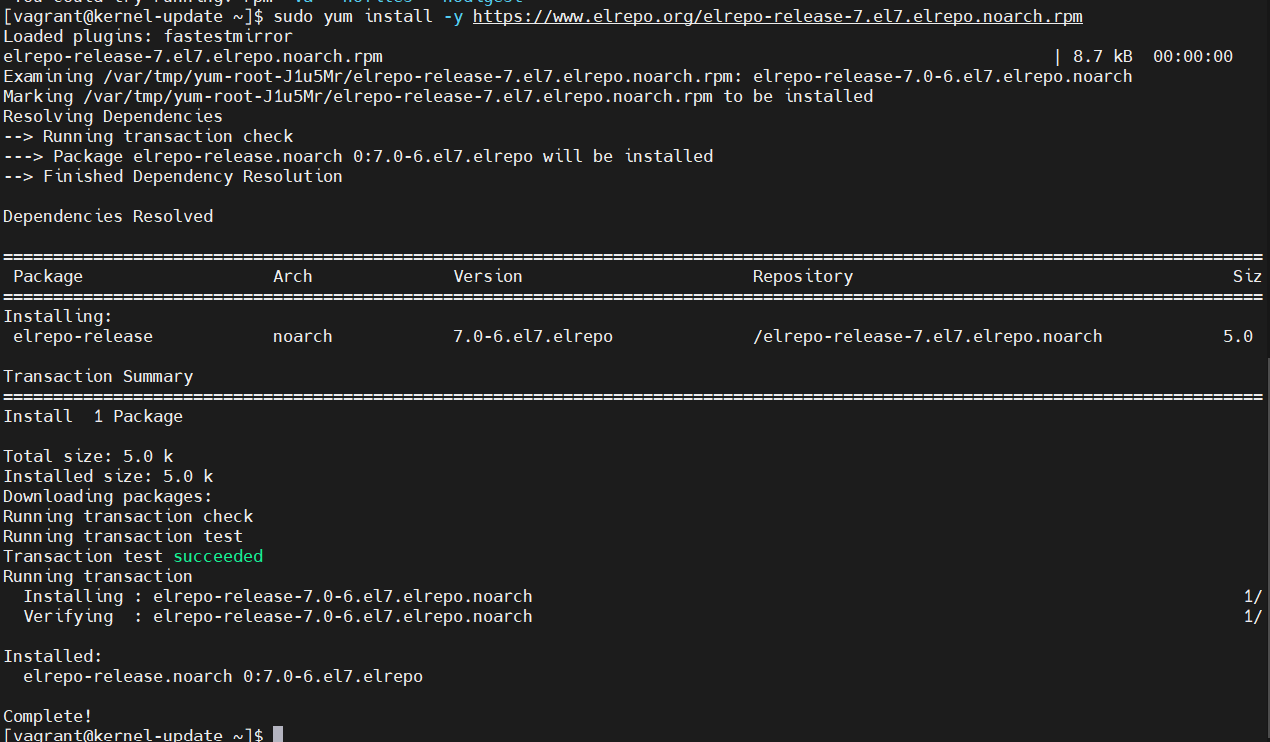 [vagrant@kernel-update ~]$ sudo yum install -y https://www.elrepo.org/elrepo-release-7.el7.elrepo.noarch.rpm
Loaded plugins: fastestmirror
elrepo-release-7.el7.elrepo.noarch.rpm | 8.7 kB 00:00:00
Examining /var/tmp/yum-root-J1u5Mr/elrepo-release-7.el7.elrepo.noarch.rpm: elrepo-release-7.0-6.el7.elrepo.noarch
Marking /var/tmp/yum-root-J1u5Mr/elrepo-release-7.el7.elrepo.noarch.rpm to be installed
Resolving Dependencies
--> Running transaction check
---> Package elrepo-release.noarch 0:7.0-6.el7.elrepo will be installed
--> Finished Dependency Resolution
Dependencies Resolved
Package Arch Version Repository Siz
Installing:
elrepo-release noarch 7.0-6.el7.elrepo /elrepo-release-7.el7.elrepo.noarch 5.0
Transaction Summary
Install 1 Package
Total size: 5.0 k
Installed size: 5.0 k
Downloading packages:
Running transaction check
Running transaction test
Transaction test succeeded
Running transaction
Installing : elrepo-release-7.0-6.el7.elrepo.noarch 1/
Verifying : elrepo-release-7.0-6.el7.elrepo.noarch 1/
Installed:
elrepo-release.noarch 0:7.0-6.el7.elrepo
Complete!
[vagrant@kernel-update ~]$